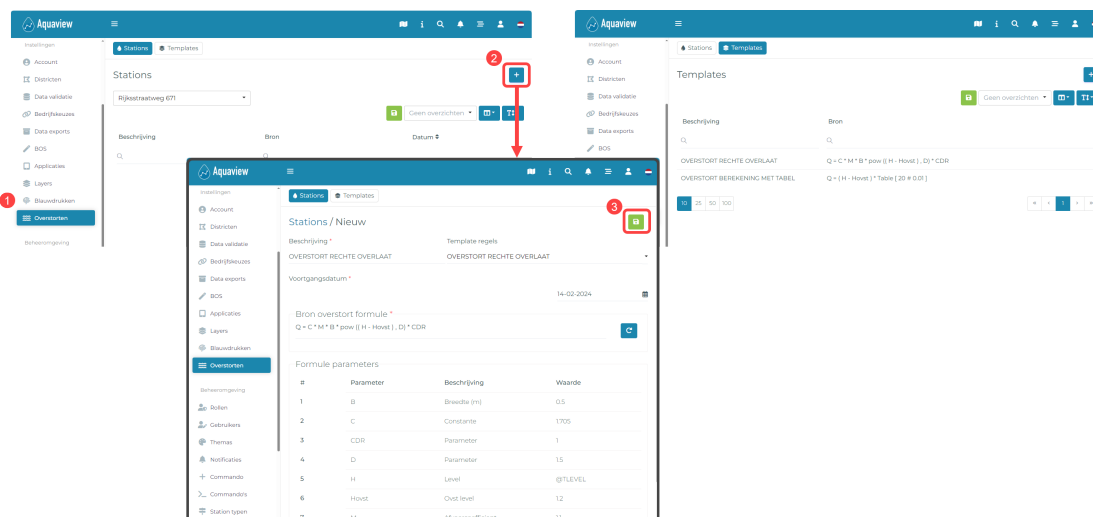 Aquaview
Instellingen
Account
Districten
Data validatie
Bedrijfskeuzes
Data exports
BOS
Applicaties
Layers
Blauwdrukken
Overstorten
Beheeromgeving
1
Stations
Templates
Stations
2
+
Rijksstraatweg 671
Geen overzichten
Beschrijving
Bron
Datum
Aquaview
Instellingen
Account
Districten
Data validatie
Bedrijfskeuzes
Data exports
BOS
Applicaties
Layers
Blauwdrukken
Overstorten
Beheeromgeving
Rollen
Gebruikers
Themas
Notificaties
Commando
Commando's
Station typen
Stations
Templates
3
Stations / Nieuw
Beschrijving *
Template regels
OVERSTORT RECHTE OVERLAAT
OVERSTORT RECHTE OVERLAAT
Voortgangsdatum *
14-02-2024
Bron overstort formule *
Q = C * M * B * pow (( H - Hovst ) , D) * CDR
Formule parameters
# Parameter Beschrijving Waarde
1 B Breedte (m) 0.5
2 C Constante 1.705
3 CDR Parameter 1
4 D Parameter 1.5
5 H Level @TLEVEL
6 Hovst Ovst level 1.2
Aquaview
Instellingen
Account
Districten
Data validatie
Bedrijfskeuzes
Data exports
BOS
Stations
Templates
Templates
+
Geen overzichten
Beschrijving
Bron
OVERSTORT RECHTE OVERLAAT
Q = C * M * B * pow (( H - Hovst ) , D) * CDR
OVERSTORT BEREKENING MET TABEL
Q = ( H - Hovst ) * Table [ 20 # 0.01 ]
10 25 50 100
« ‹ 1 › »